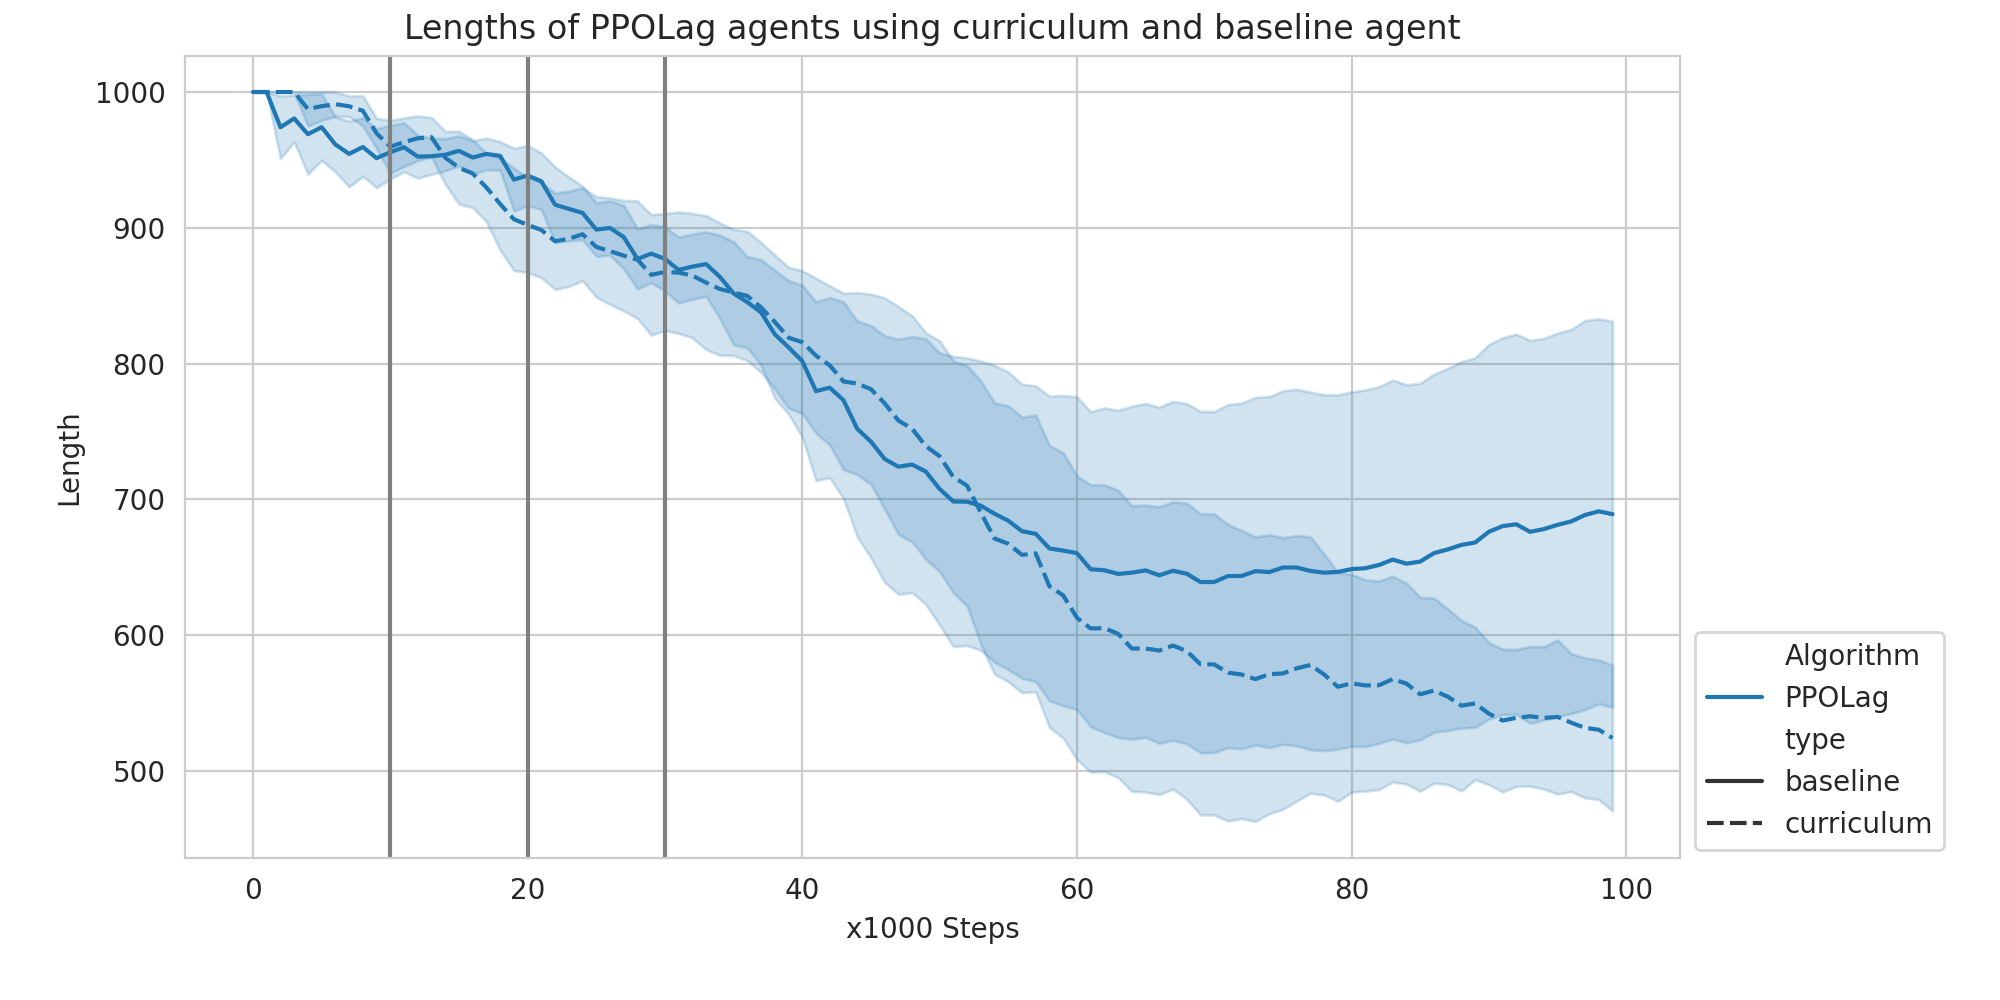 Lengths of PPOLag agents using curriculum and baseline agent
1000
900
800
700
600
500
Length
0 20 40 60 80 100
x1000 Steps
Algorithm
PPOLag
type
baseline
curriculum